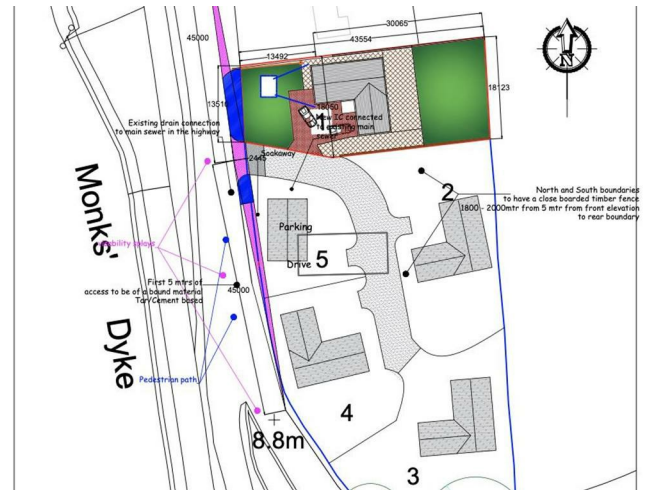 30065
45000
43554
13492
N
18123
13510
18050
New IC connected
to existing main
sewer
Existing drain connection
to main sewer in the highway
Soakaway
2445
2
North and South boundaries
to have a close boarded timber fence
1800 - 2000mtr from 5 mtr from front elevation
to rear boundary
Monks'
Dyke
Parking
Drive
5
First 5 mtrs of
access to be of a bound material
Tar/Cement based
45000
Pedestrian path
4
8.8m
3